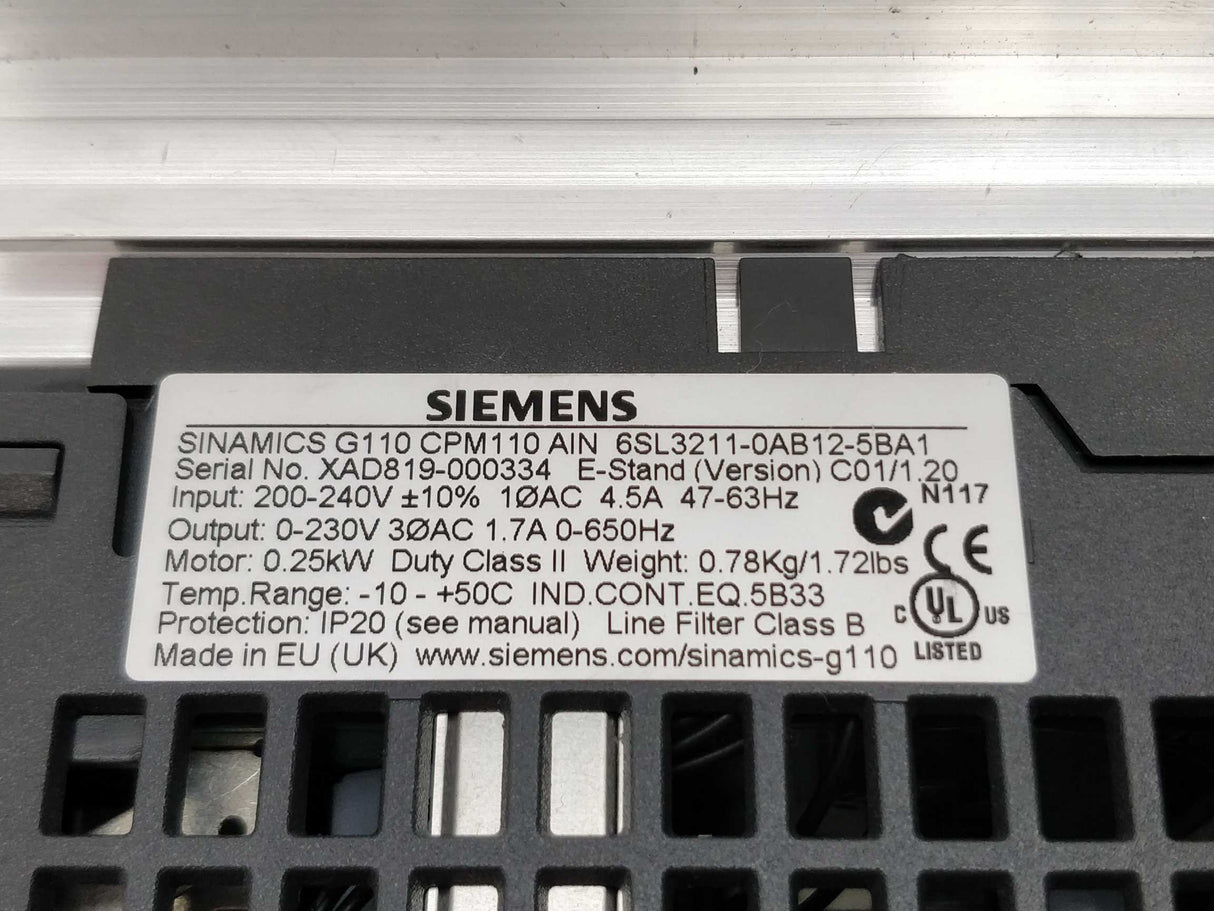 SIEMENS
SINAMICS G110 CPM110 AIN 6SL3211-0AB12-5BA1
Serial No. XAD819-000334 E-Stand (Version) C01/1.20
Input: 200-240V ±10% 1ØAC 4.5A 47-63Hz
N117
Output: 0-230V 3ØAC 1.7A 0-650Hz
CE
Motor: 0.25kW Duty Class II Weight: 0.78Kg/1.72lbs
Temp.Range: -10 - +50C IND.CONT.EQ.5B33
C UL US
Protection: IP20 (see manual) Line Filter Class B
LISTED
Made in EU (UK) www.siemens.com/sinamics-g110